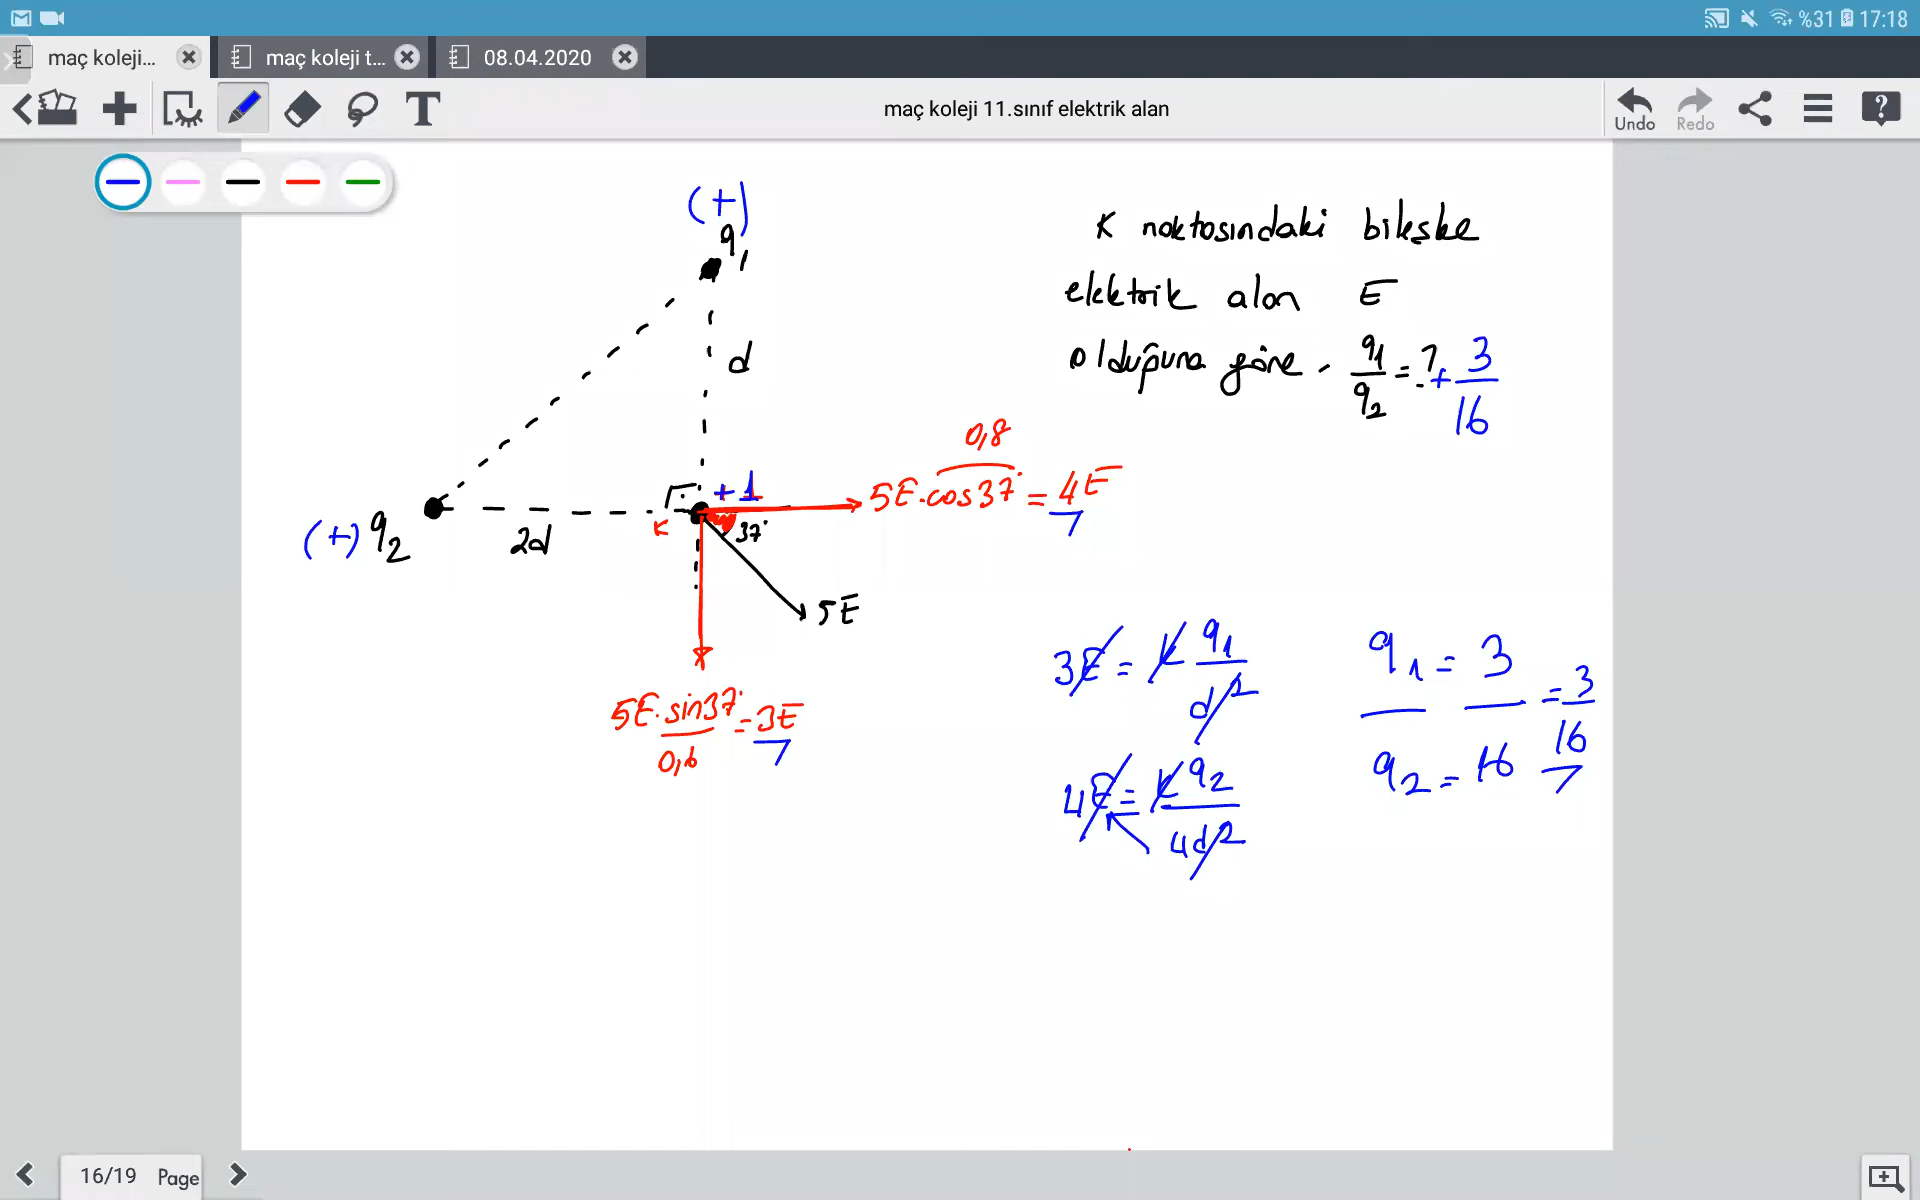 %31 17:18
maç koleji...
maç koleji t...
08.04.2020
T
maç koleji 11.sınıf elektrik alan
Undo
Redo
(+)
q1
d
K noktasındaki bileşke
elektrik alan E
olduğuna göre, q1/q2 = ? + 3/16
0,8
5E.cos37° = 4E
+1
K
37°
(+) q2
2d
5E
5E.sin37° = 3E
0,6
3E = k q1/d²
4E = k q2/4d²
q1 = 3
q2 = 16
= 3/16
16/19 Page